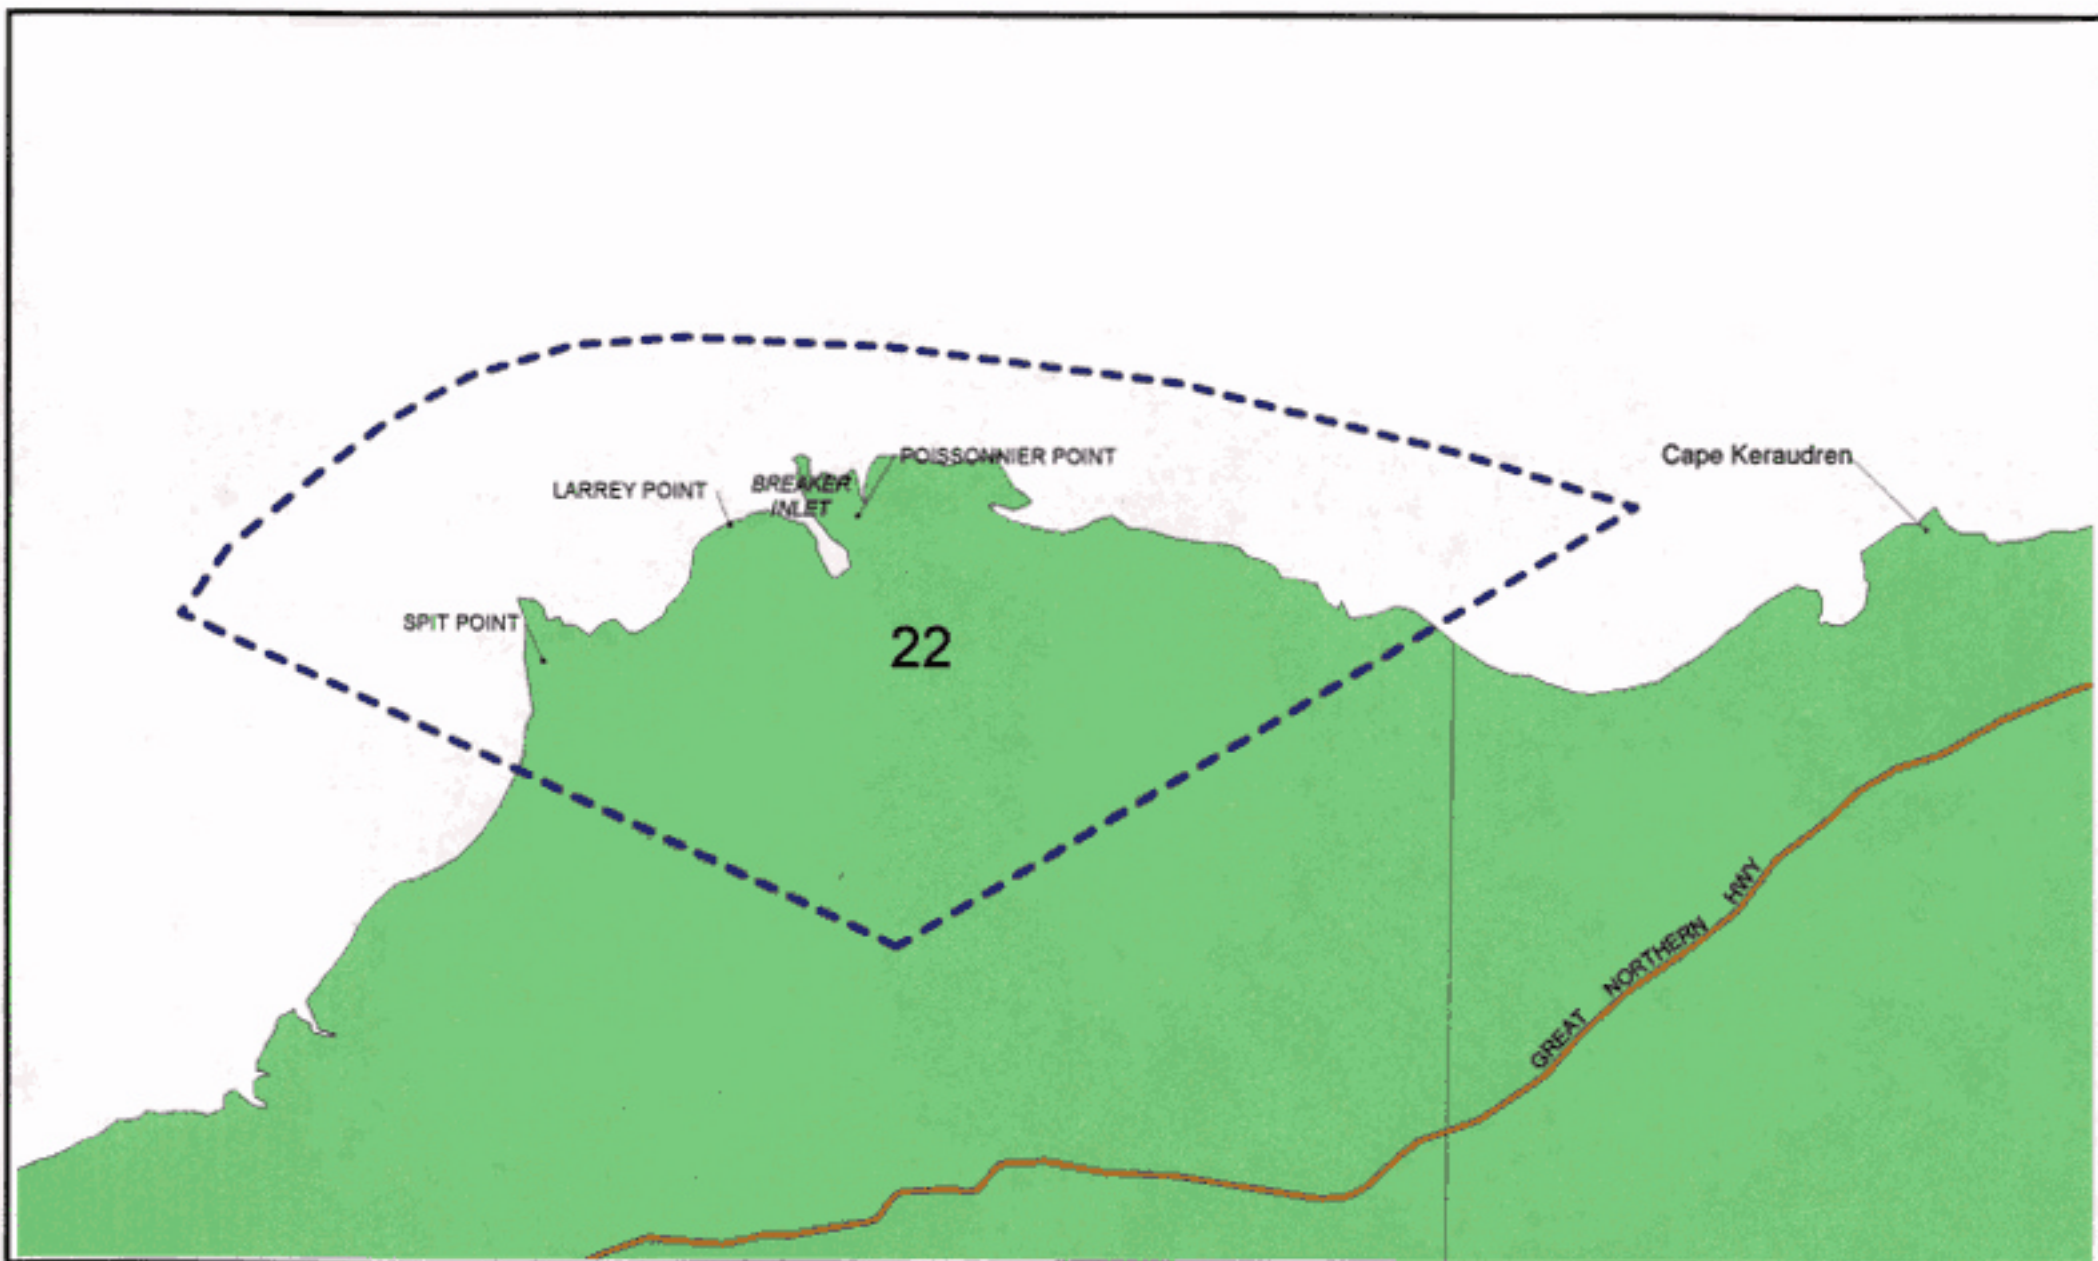 POISSONNIER POINT
Cape Keraudren
LARREY POINT
BREAKER
INLET
SPIT POINT
22
GREAT NORTHERN HWY